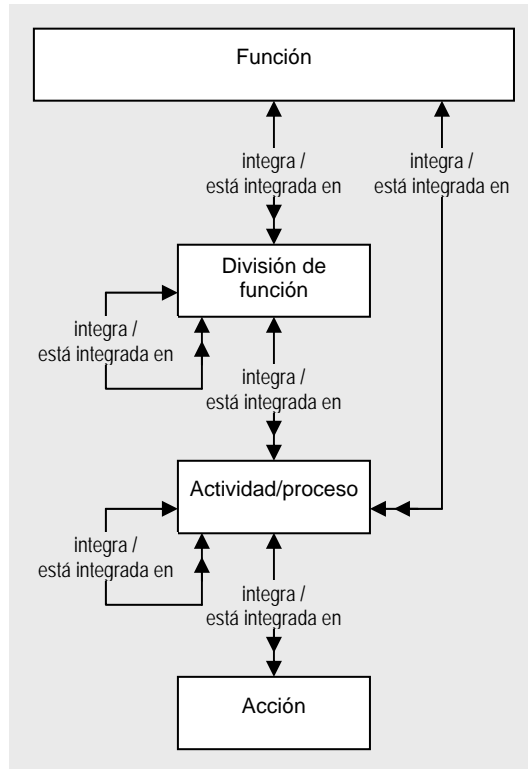 Función
integra /
está integrada en
integra /
está integrada en
División de
función
integra /
está integrada en
integra /
está integrada en
Actividad/proceso
integra /
está integrada en
integra /
está integrada en
Acción